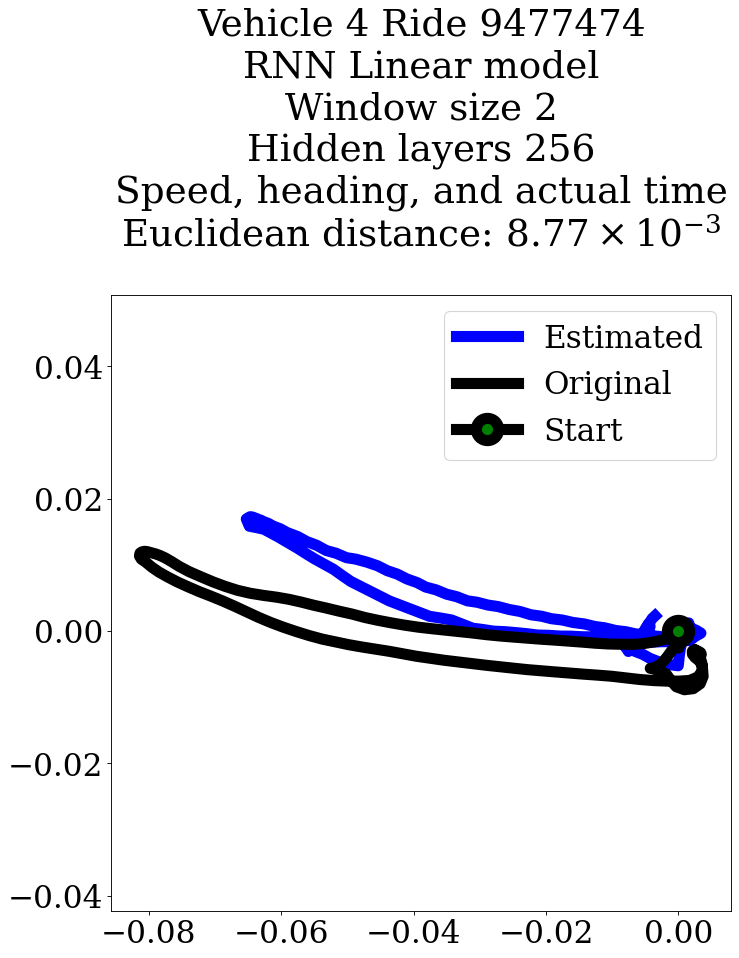 Vehicle 4 Ride 9477474
RNN Linear model
Window size 2
Hidden layers 256
Speed, heading, and actual time
Euclidean distance: 8.77 × 10⁻³
Estimated
Original
Start
0.04
0.02
0.00
−0.02
−0.04
−0.08 −0.06 −0.04 −0.02 0.00